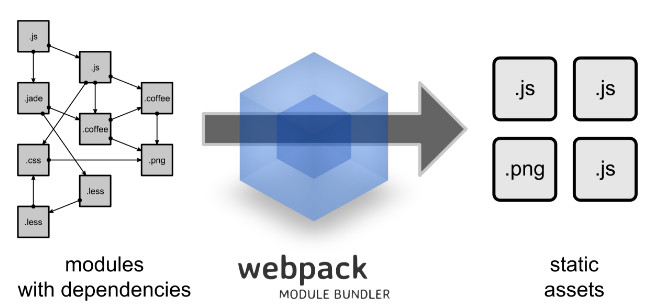 .js
.js
.jade
.coffee
.coffee
.css
.png
.less
.less
modules
with dependencies
webpack
MODULE BUNDLER
.js
.js
.png
.js
static
assets